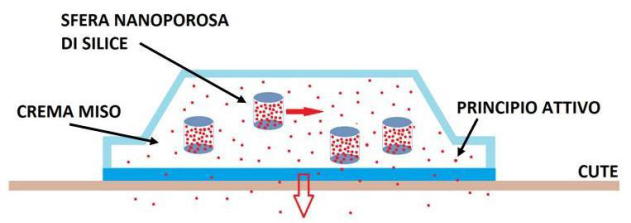 SFERA NANOPOROSA
DI SILICE
CREMA MISO
PRINCIPIO ATTIVO
CUTE